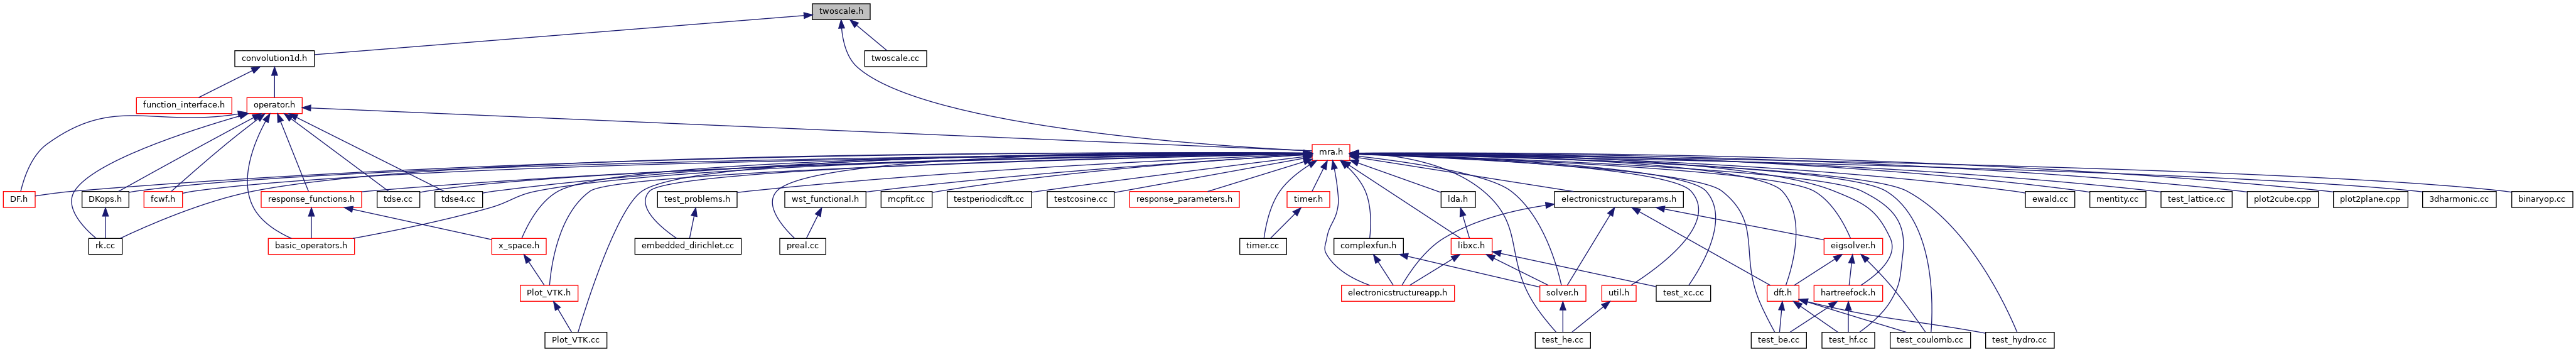 twoscale.h
convolution1d.h
twoscale.cc
function_interface.h
operator.h
mra.h
DF.h
DKops.h
fcwf.h
response_functions.h
tdse.cc
tdse4.cc
test_problems.h
wst_functional.h
mcpfit.cc
testperiodicdft.cc
testcosine.cc
response_parameters.h
timer.h
lda.h
electronicstructureparams.h
ewald.cc
mentity.cc
test_lattice.cc
plot2cube.cpp
plot2plane.cpp
3dharmonic.cc
binaryop.cc
rk.cc
basic_operators.h
x_space.h
embedded_dirichlet.cc
preal.cc
timer.cc
complexfun.h
libxc.h
eigsolver.h
Plot_VTK.h
electronicstructureapp.h
solver.h
util.h
test_xc.cc
dft.h
hartreefock.h
Plot_VTK.cc
test_he.cc
test_be.cc
test_hf.cc
test_coulomb.cc
test_hydro.cc